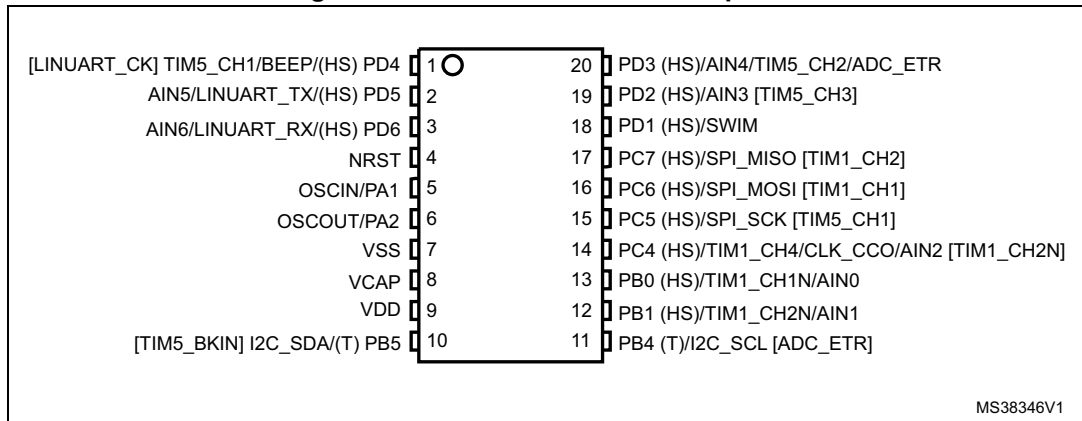 [LINUART_CK] TIM5_CH1/BEEP/(HS) PD4 1 20 PD3 (HS)/AIN4/TIM5_CH2/ADC_ETR
AIN5/LINUART_TX/(HS) PD5 2 19 PD2 (HS)/AIN3 [TIM5_CH3]
AIN6/LINUART_RX/(HS) PD6 3 18 PD1 (HS)/SWIM
NRST 4 17 PC7 (HS)/SPI_MISO [TIM1_CH2]
OSCIN/PA1 5 16 PC6 (HS)/SPI_MOSI [TIM1_CH1]
OSCOUT/PA2 6 15 PC5 (HS)/SPI_SCK [TIM5_CH1]
VSS 7 14 PC4 (HS)/TIM1_CH4/CLK_CCO/AIN2 [TIM1_CH2N]
VCAP 8 13 PB0 (HS)/TIM1_CH1N/AIN0
VDD 9 12 PB1 (HS)/TIM1_CH2N/AIN1
[TIM5_BKIN] I2C_SDA/(T) PB5 10 11 PB4 (T)/I2C_SCL [ADC_ETR]
MS38346V1